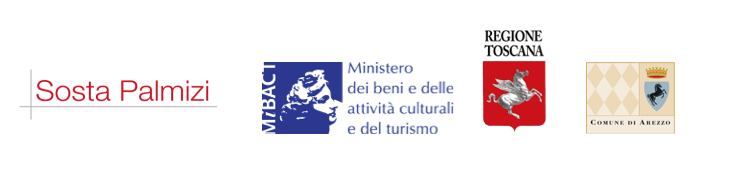 Sosta Palmizi
MiBACT
Ministero
dei beni e delle
attività culturali
e del turismo
REGIONE
TOSCANA
COMUNE DI AREZZO